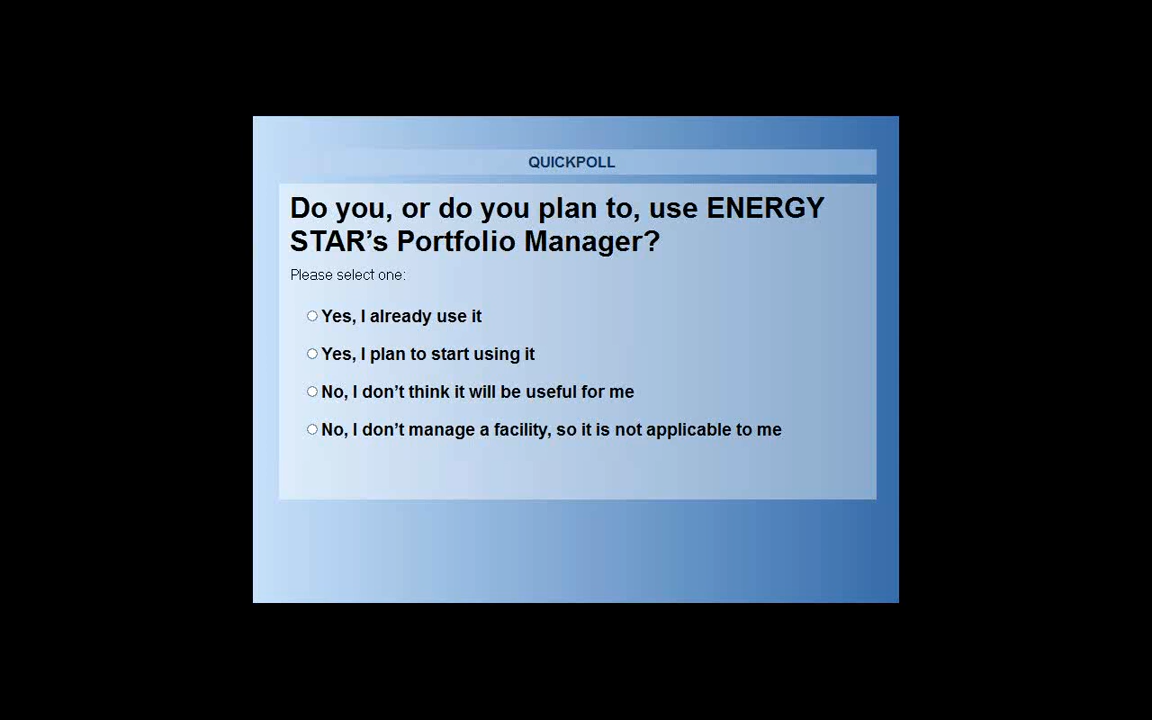 QUICKPOLL
Do you, or do you plan to, use ENERGY
STAR’s Portfolio Manager?
Please select one:
Yes, I already use it
Yes, I plan to start using it
No, I don’t think it will be useful for me
No, I don’t manage a facility, so it is not applicable to me